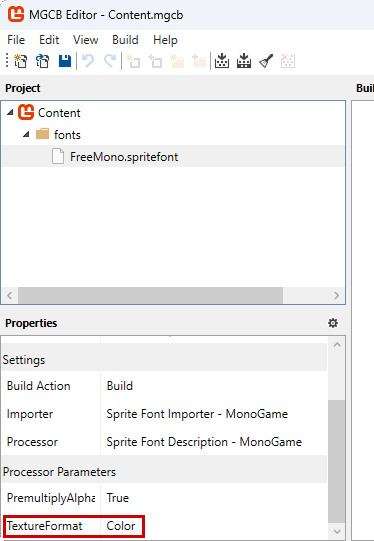 MGCB Editor - Content.mgcb
File Edit View Build Help
Project
Buil
Content
fonts
FreeMono.spritefont
Properties
Settings
Build Action Build
Importer Sprite Font Importer - MonoGame
Processor Sprite Font Description - MonoGame
Processor Parameters
PremultiplyAlpha True
TextureFormat Color